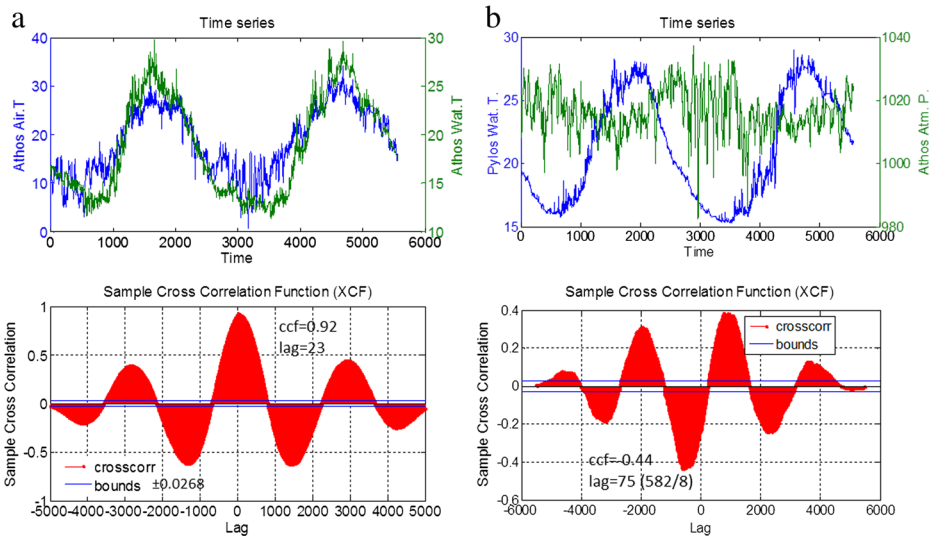 a
Time series
40
30
20
10
0
Athos Air.T
30
25
20
15
10
Athos Wat.T
0 1000 2000 3000 4000 5000 6000
Time
Sample Cross Correlation Function (XCF)
1
0.5
0
-0.5
-1
Sample Cross Correlation
ccf=0.92
lag=23
crosscorr
bounds ±0.0268
-5000 -4000 -3000 -2000 -1000 0 1000 2000 3000 4000 5000
Lag
b
Time series
30
25
20
15
Pylos Wat.T.
1040
1020
1000
980
Athos Atm. P.
0 1000 2000 3000 4000 5000 6000
Time
Sample Cross Correlation Function (XCF)
0.4
0.2
0
-0.2
-0.4
-0.6
Sample Cross Correlation
crosscorr
bounds
ccf=-0.44
lag=75 (582/8)
-6000 -4000 -2000 0 2000 4000 6000
Lag